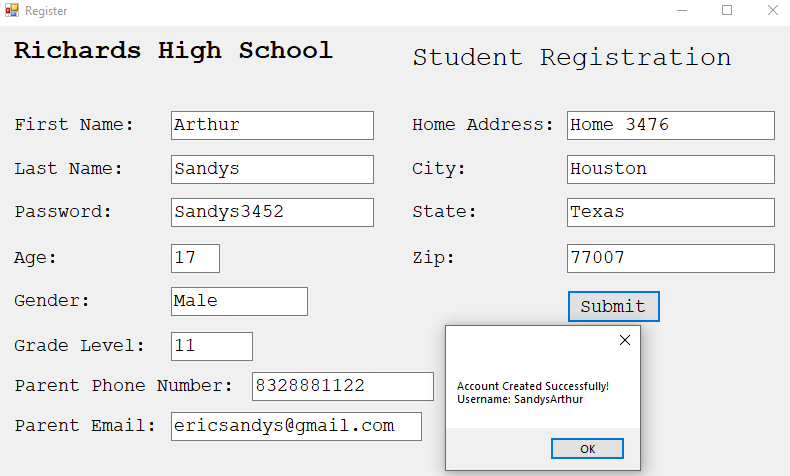 Register
Richards High School
Student Registration
First Name: Arthur
Home Address: Home 3476
Last Name: Sandys
City: Houston
Password: Sandys3452
State: Texas
Age: 17
Zip: 77007
Gender: Male
Submit
Grade Level: 11
Parent Phone Number: 8328881122
Parent Email: ericsandys@gmail.com
Account Created Successfully!
Username: SandysArthur
OK